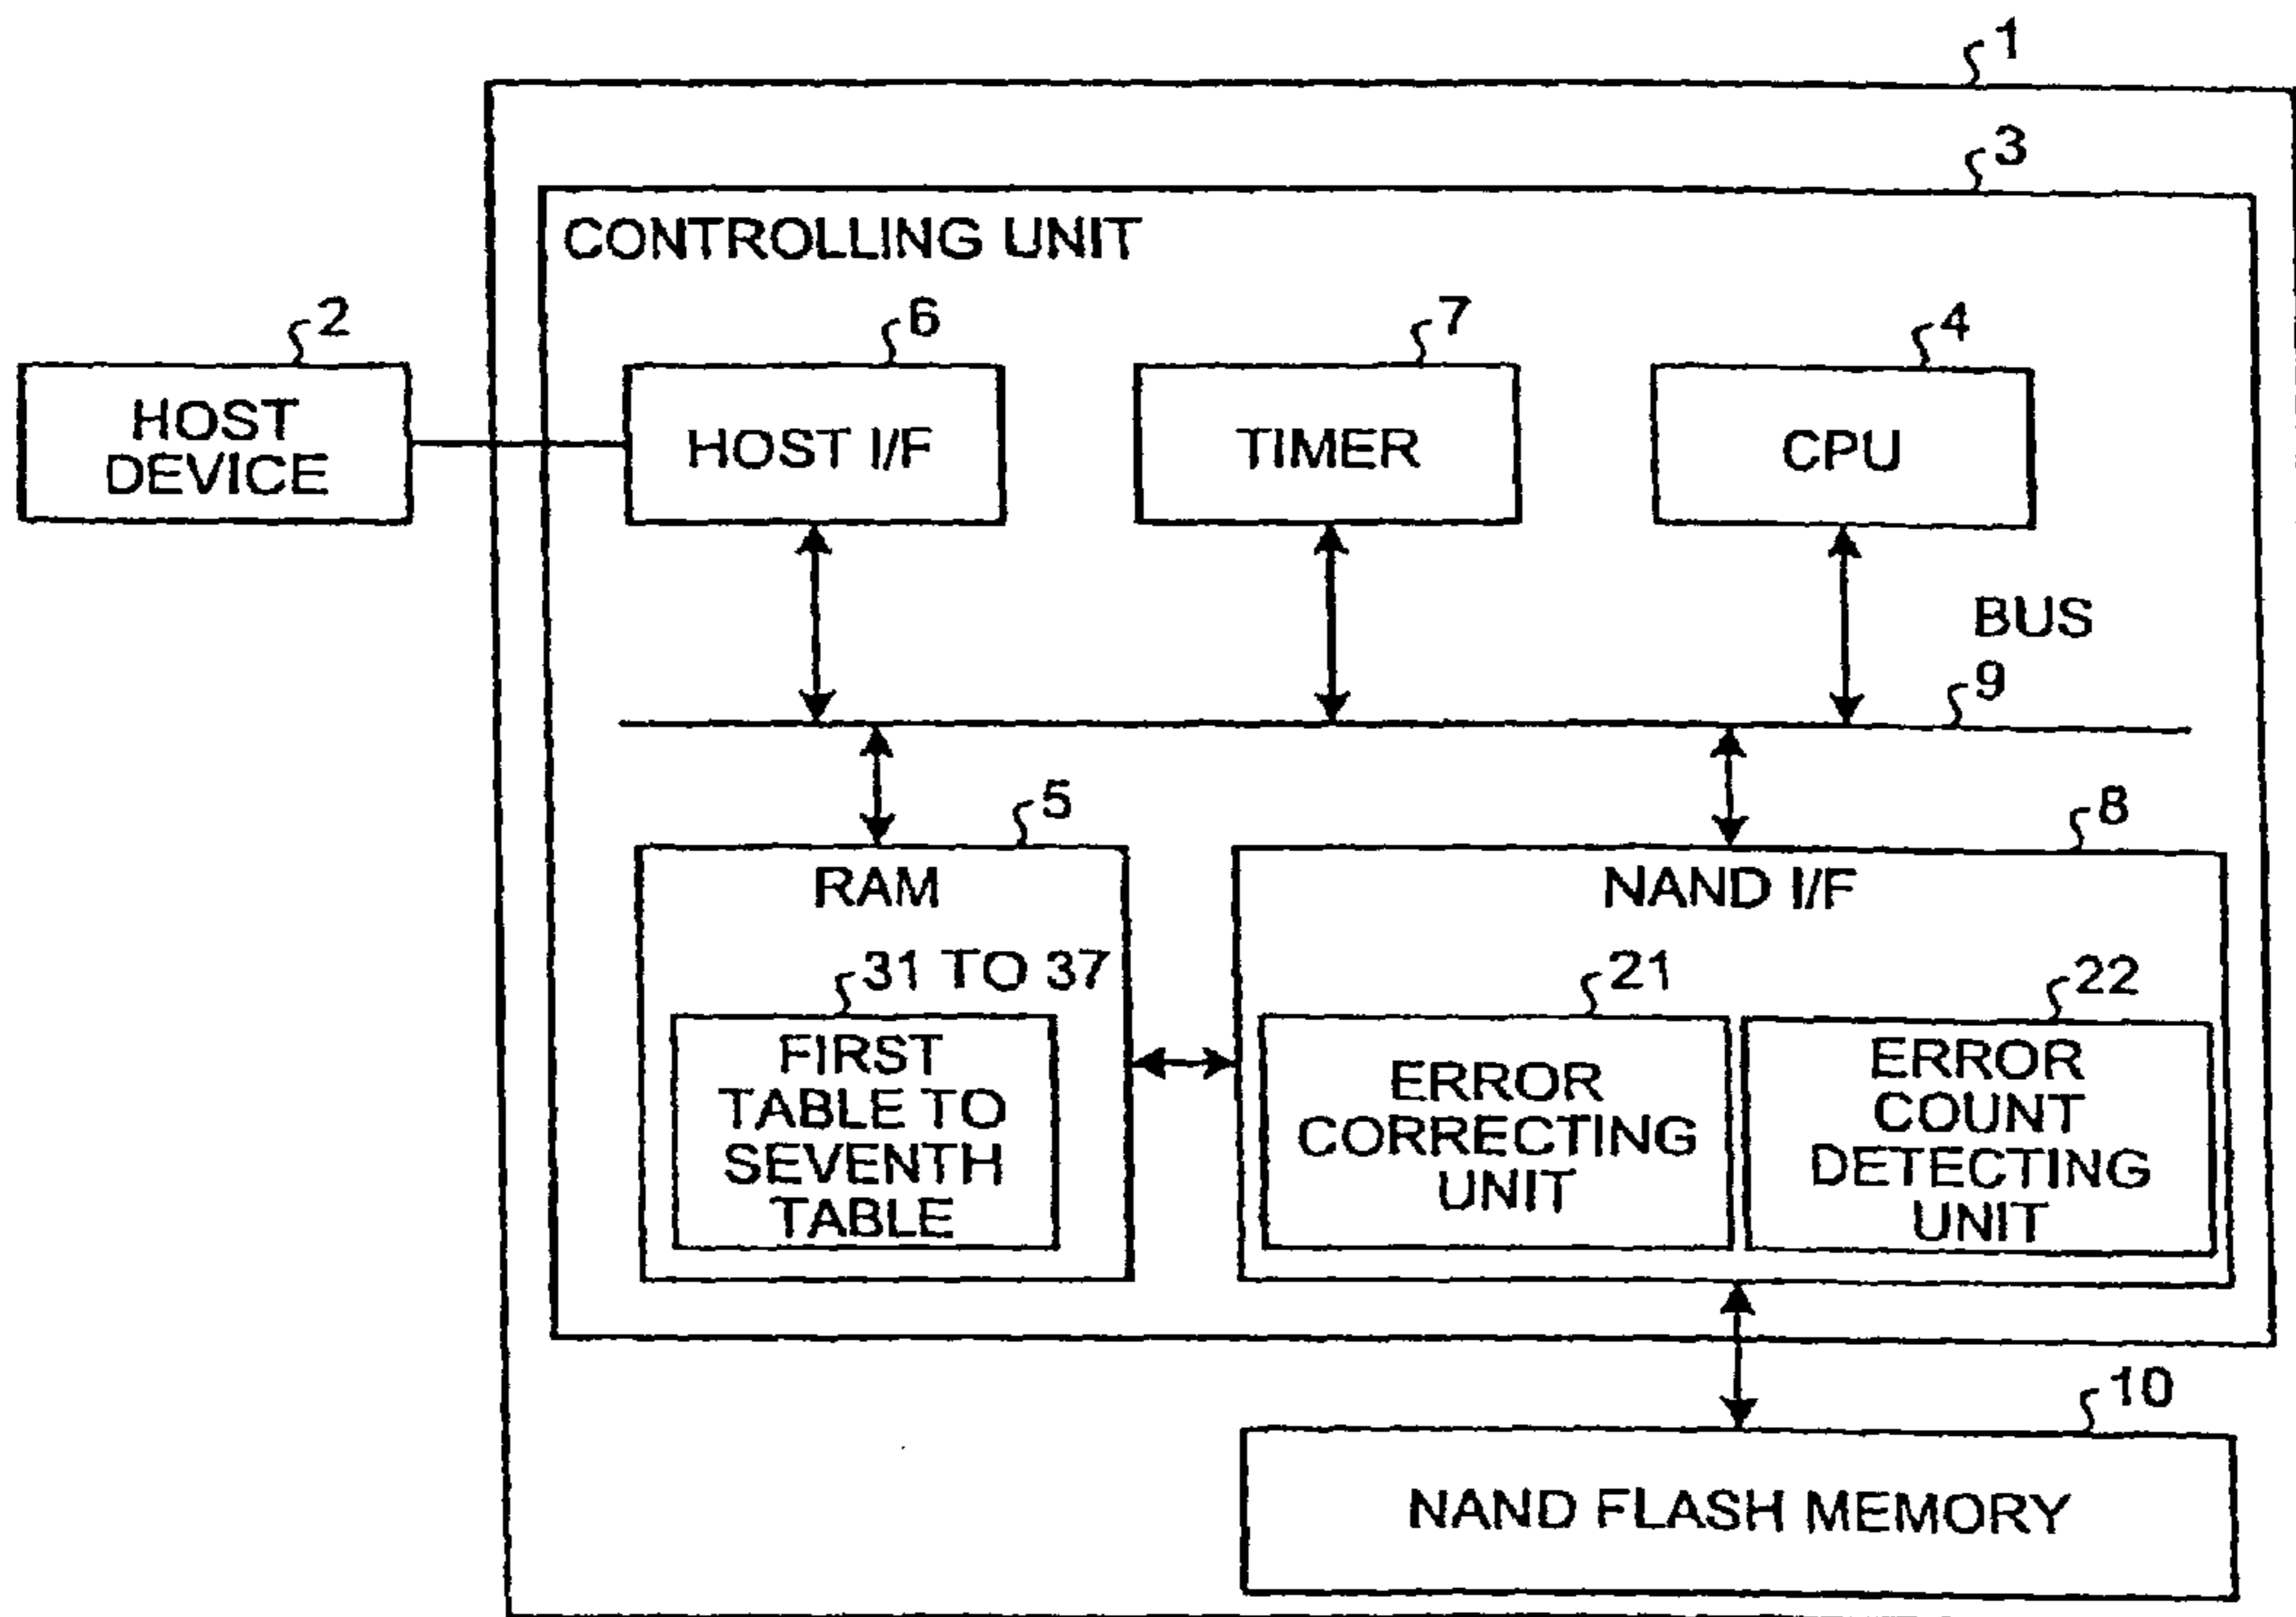 1
3
CONTROLLING UNIT
2
6
7
4
HOST
DEVICE
HOST I/F
TIMER
CPU
BUS
9
5
8
RAM
NAND I/F
31 TO 37
21
22
FIRST
TABLE TO
SEVENTH
TABLE
ERROR
CORRECTING
UNIT
ERROR
COUNT
DETECTING
UNIT
10
NAND FLASH MEMORY